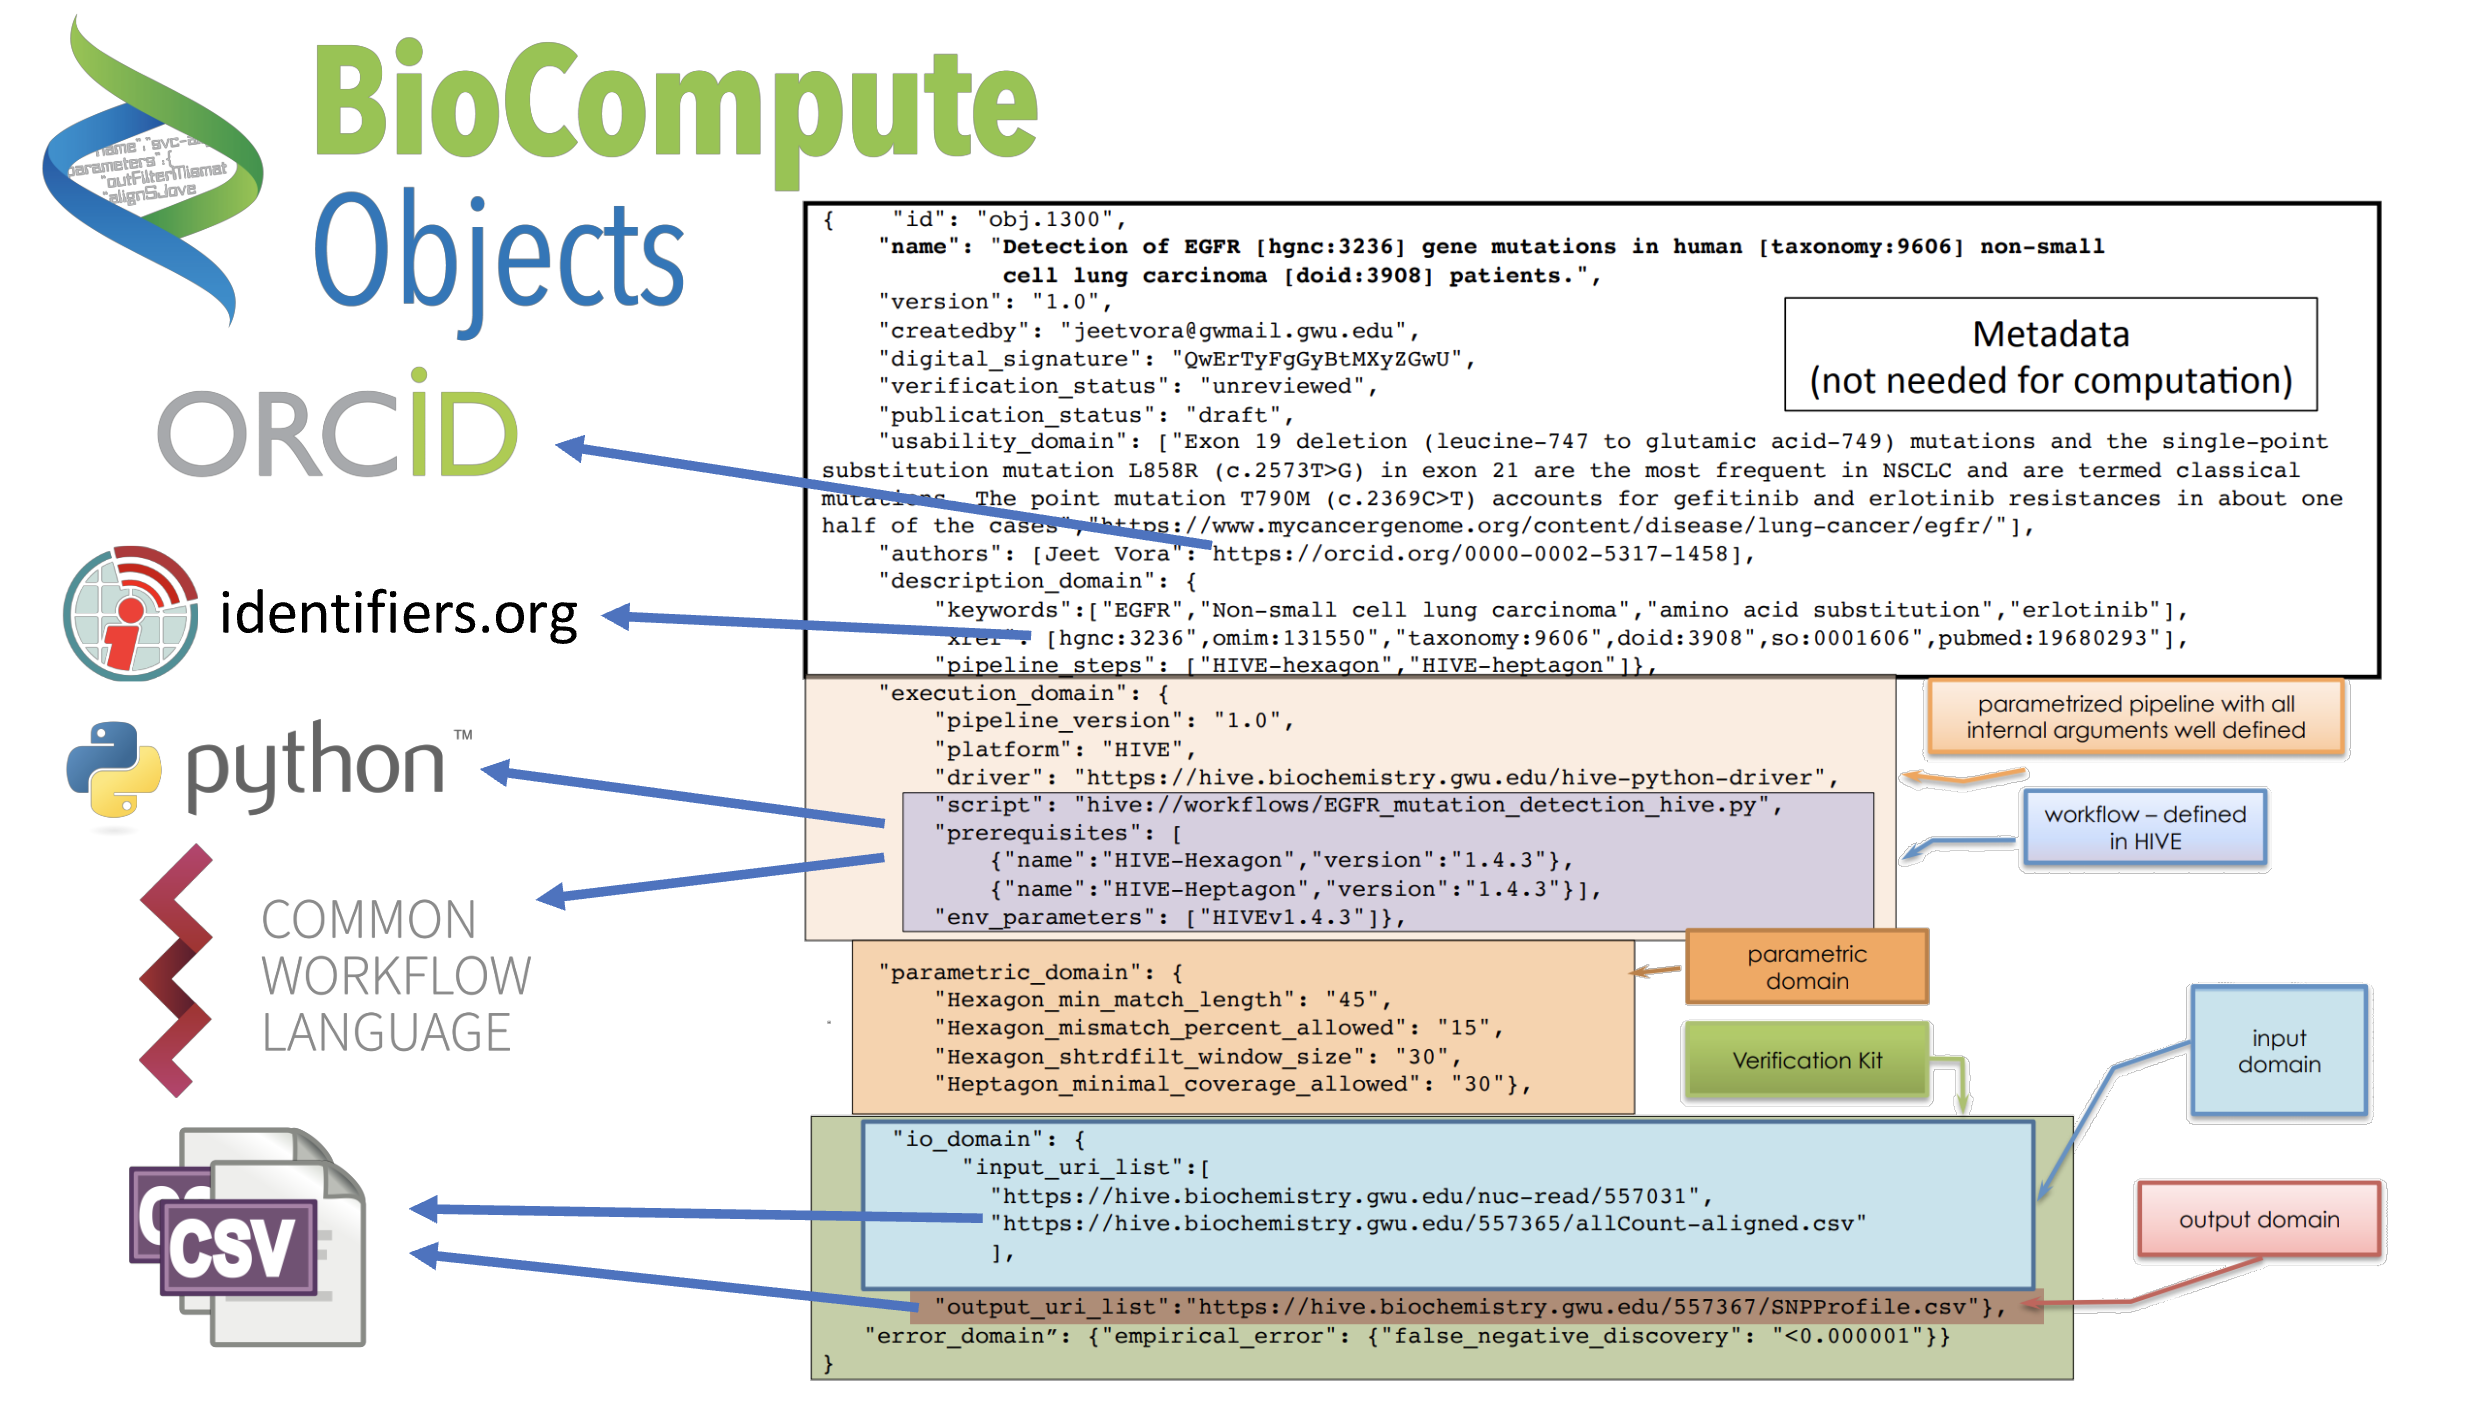 BioCompute
Objects
name":"svc-a
parameters":{
"outFilterMismat
"alignSJove
ORCiD
identifiers.org
python™
COMMON
WORKFLOW
LANGUAGE
CSV
{    "id": "obj.1300",
"name": "Detection of EGFR [hgnc:3236] gene mutations in human [taxonomy:9606] non-small
cell lung carcinoma [doid:3908] patients.",
"version": "1.0",
"createdby": "jeetvora@gwmail.gwu.edu",
"digital_signature": "QwErTyFgGyBtMXyZGwU",
"verification_status": "unreviewed",
"publication_status": "draft",
"usability_domain": ["Exon 19 deletion (leucine-747 to glutamic acid-749) mutations and the single-point
substitution mutation L858R (c.2573T>G) in exon 21 are the most frequent in NSCLC and are termed classical
mutations. The point mutation T790M (c.2369C>T) accounts for gefitinib and erlotinib resistances in about one
half of the cases","https://www.mycancergenome.org/content/disease/lung-cancer/egfr/"],
"authors": [Jeet Vora": https://orcid.org/0000-0002-5317-1458],
"description_domain": {
"keywords":["EGFR","Non-small cell lung carcinoma","amino acid substitution","erlotinib"],
"xref": [hgnc:3236",omim:131550","taxonomy:9606",doid:3908",so:0001606",pubmed:19680293"],
"pipeline_steps": ["HIVE-hexagon","HIVE-heptagon"]},
Metadata
(not needed for computation)
"execution_domain": {
"pipeline_version": "1.0",
"platform": "HIVE",
"driver": "https://hive.biochemistry.gwu.edu/hive-python-driver",
"script": "hive://workflows/EGFR_mutation_detection_hive.py",
"prerequisites": [
{"name":"HIVE-Hexagon","version":"1.4.3"},
{"name":"HIVE-Heptagon","version":"1.4.3"}],
"env_parameters": ["HIVEv1.4.3"]},
parametrized pipeline with all
internal arguments well defined
workflow – defined
in HIVE
"parametric_domain": {
"Hexagon_min_match_length": "45",
"Hexagon_mismatch_percent_allowed": "15",
"Hexagon_shtrdfilt_window_size": "30",
"Heptagon_minimal_coverage_allowed": "30"},
parametric
domain
Verification Kit
input
domain
"io_domain": {
"input_uri_list":[
"https://hive.biochemistry.gwu.edu/nuc-read/557031",
"https://hive.biochemistry.gwu.edu/557365/allCount-aligned.csv"
],
"output_uri_list":"https://hive.biochemistry.gwu.edu/557367/SNPProfile.csv"},
"error_domain”: {"empirical_error": {"false_negative_discovery": "<0.000001"}}
}
output domain